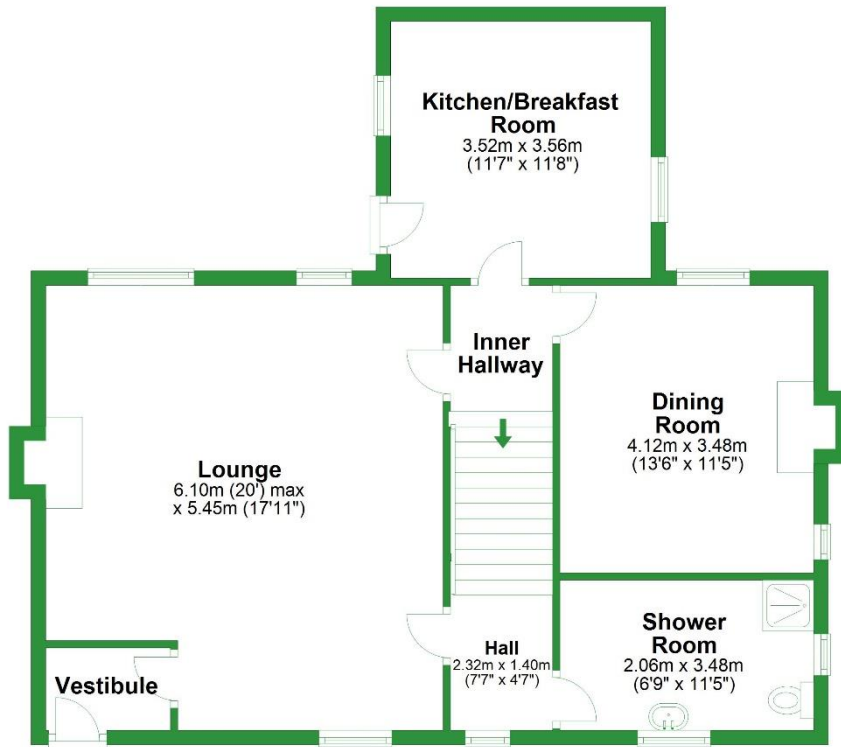 Kitchen/Breakfast
Room
3.52m x 3.56m
(11'7" x 11'8")
Inner
Hallway
Dining
Room
4.12m x 3.48m
(13'6" x 11'5")
Lounge
6.10m (20') max
x 5.45m (17'11")
Hall
2.32m x 1.40m
(7'7" x 4'7")
Shower
Room
2.06m x 3.48m
(6'9" x 11'5")
Vestibule